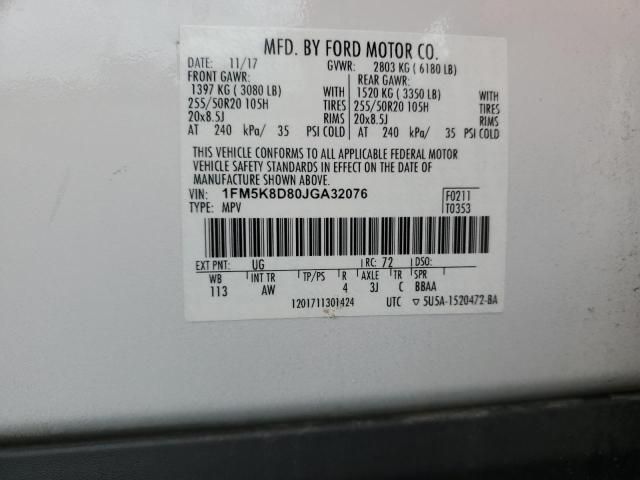 MFD. BY FORD MOTOR CO.
DATE: 11/17 GVWR: 2803 KG ( 6180 LB)
FRONT GAWR: REAR GAWR:
1397 KG ( 3080 LB) WITH 1520 KG ( 3350 LB) WITH
255/50R20 105H TIRES 255/50R20 105H TIRES
20x8.5J RIMS 20x8.5J RIMS
AT 240 kPa/ 35 PSI COLD AT 240 kPa/ 35 PSI COLD
THIS VEHICLE CONFORMS TO ALL APPLICABLE FEDERAL MOTOR
VEHICLE SAFETY STANDARDS IN EFFECT ON THE DATE OF
MANUFACTURE SHOWN ABOVE.
VIN: 1FM5K8D80JGA32076 F0211
TYPE: MPV T0353
EXT PNT: UG RC: 72 DSO:
WB INT TR TP/PS R AXLE TR SPR
113 AW 4 3J C BBAA
1201711301424 UTC ▽ 5U5A-1520472-BA